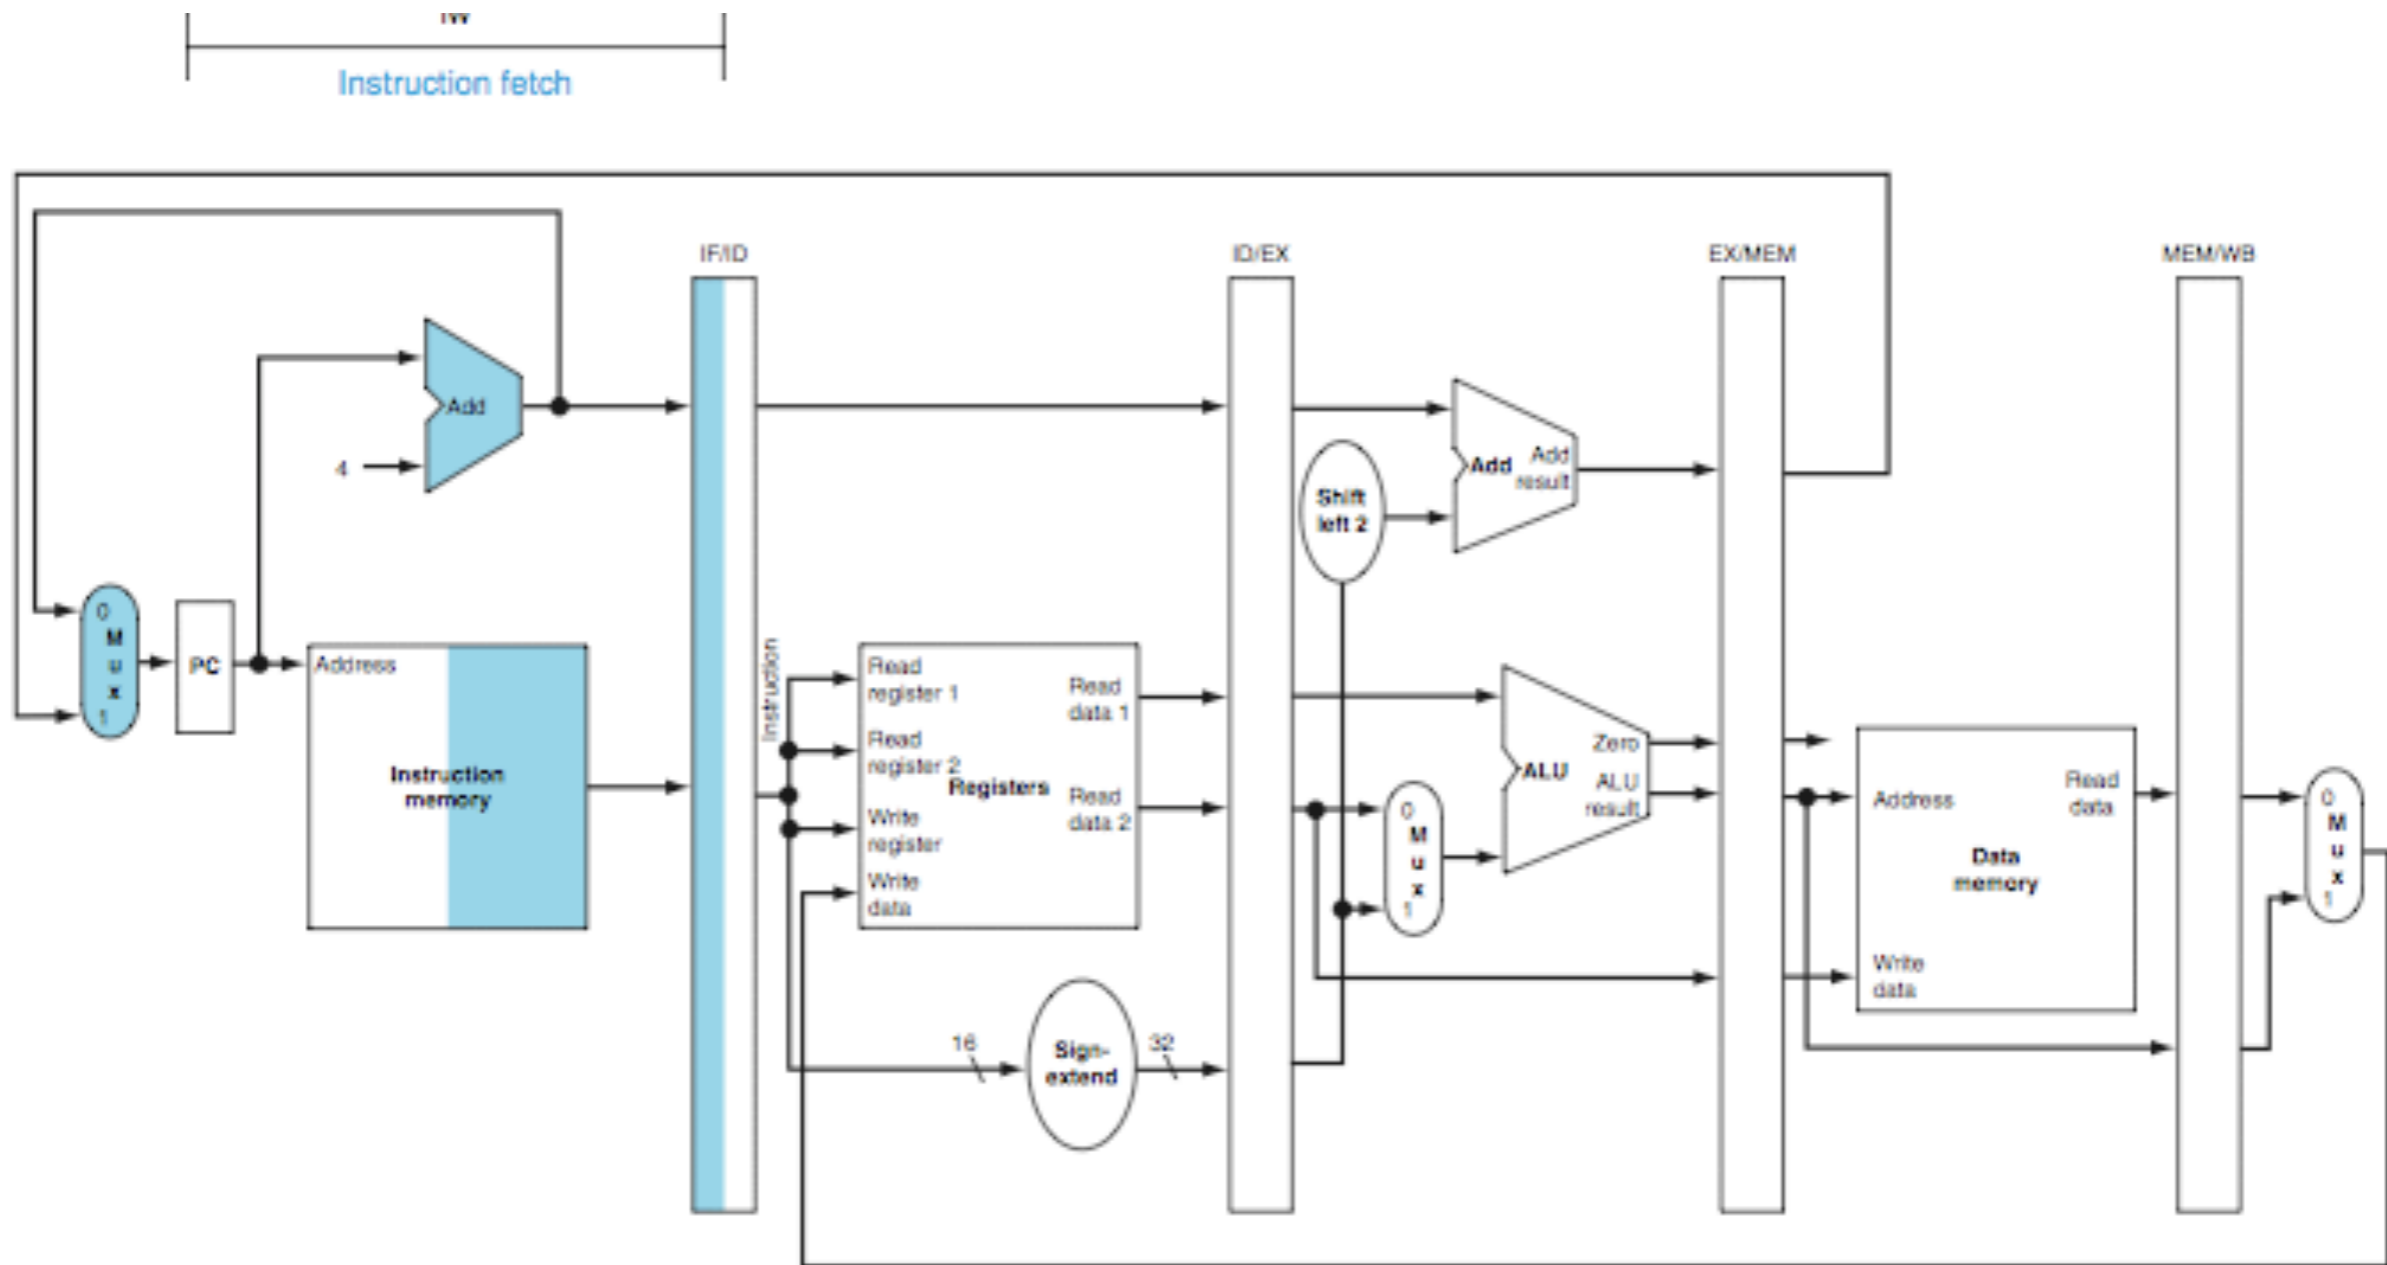 lw
Instruction fetch
IF/ID
ID/EX
EX/MEM
MEM/WB
Add
4
Add
Add
result
Shift
left 2
0
M
u
x
1
PC
Address
Instruction
memory
Instruction
Read
register 1
Read
register 2
Write
register
Write
data
Registers
Read
data 1
Read
data 2
16
Sign-
extend
32
0
M
u
x
1
ALU
Zero
ALU
result
Address
Write
data
Data
memory
Read
data
0
M
u
x
1